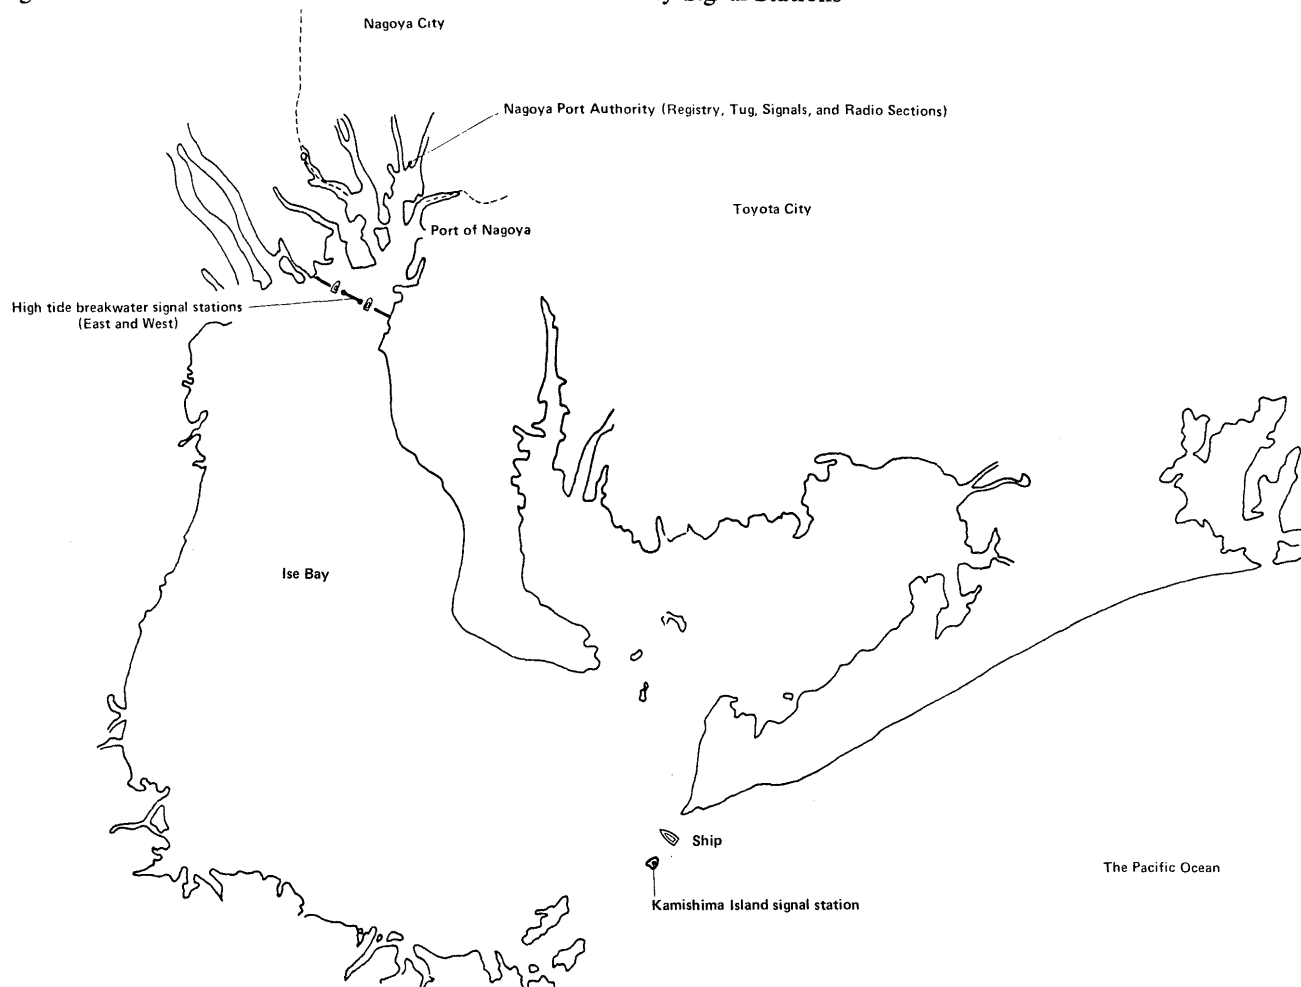 Stations
Nagoya City
Nagoya Port Authority (Registry, Tug, Signals, and Radio Sections)
Toyota City
Port of Nagoya
High tide breakwater signal stations
(East and West)
Ise Bay
Ship
The Pacific Ocean
Kamishima Island signal station